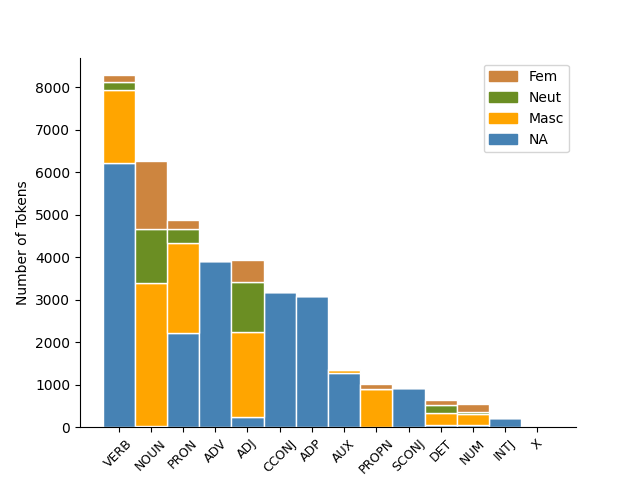 Fem
Neut
Masc
NA
Number of Tokens
8000
7000
6000
5000
4000
3000
2000
1000
0
VERB
NOUN
PRON
ADV
ADJ
CCONJ
ADP
AUX
PROPN
SCONJ
DET
NUM
INTJ
X